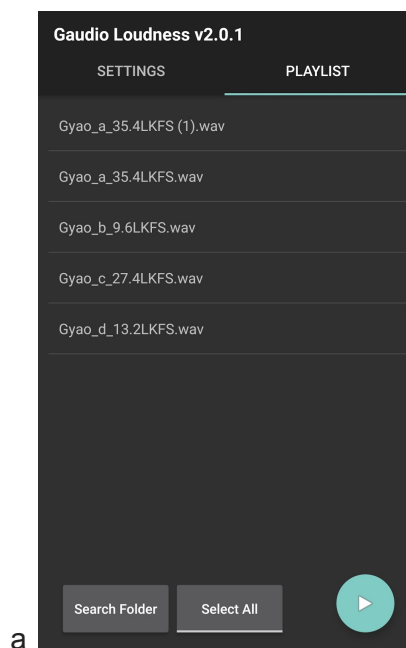 Gaudio Loudness v2.0.1
SETTINGS PLAYLIST
Gyao_a_35.4LKFS (1).wav
Gyao_a_35.4LKFS.wav
Gyao_b_9.6LKFS.wav
Gyao_c_27.4LKFS.wav
Gyao_d_13.2LKFS.wav
Search Folder Select All
a